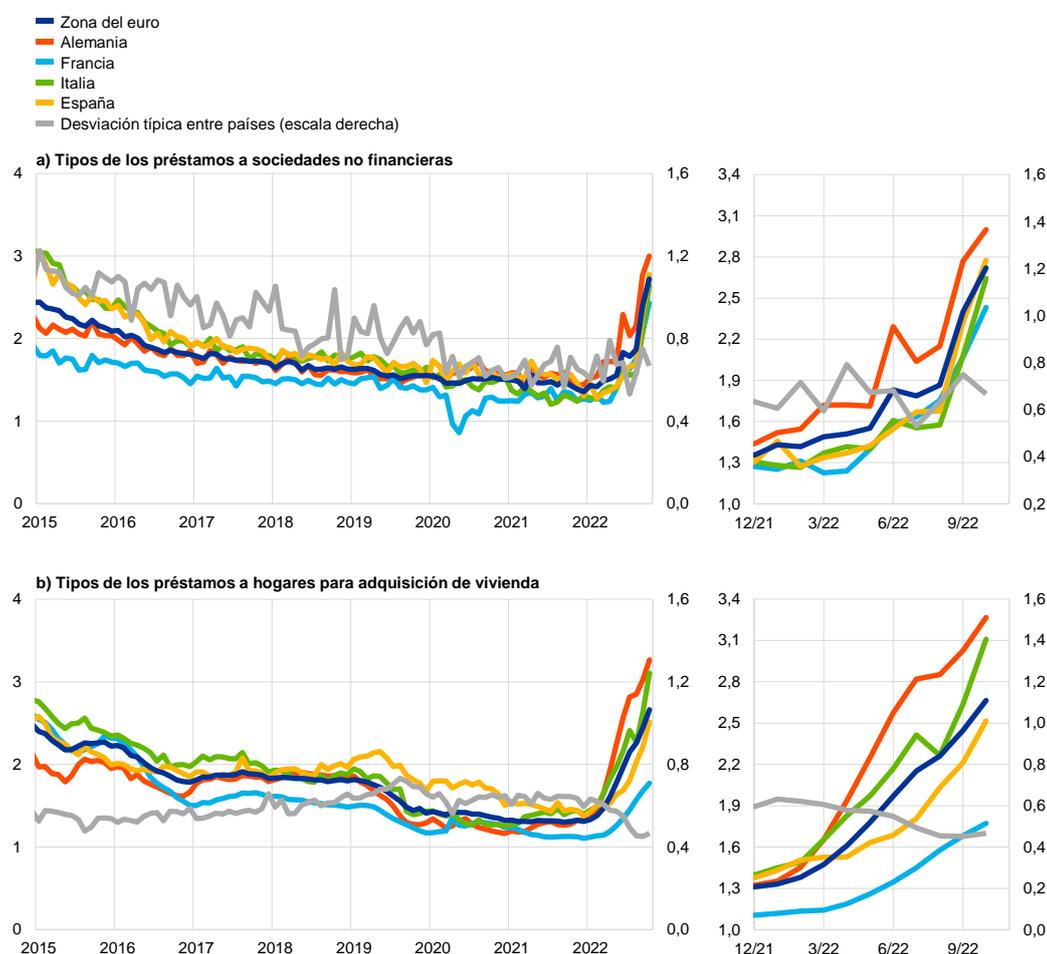 Zona del euro
Alemania
Francia
Italia
España
Desviación típica entre países (escala derecha)
a) Tipos de los préstamos a sociedades no financieras
4 1,6 3,4 1,6
3,1 1,4
3 1,2 2,8 1,2
2,5 1,0
2 0,8 2,2 0,8
1,9 0,6
1 0,4 1,6 0,4
1,3
0 0,0 1,0 0,2
2015 2016 2017 2018 2019 2020 2021 2022 12/21 3/22 6/22 9/22
b) Tipos de los préstamos a hogares para adquisición de vivienda
4 1,6 3,4 1,6
3,1 1,4
3 1,2 2,8 1,2
2,5 1,0
2 0,8 2,2 0,8
1,9 0,6
1 0,4 1,6 0,4
1,3 0,2
0 0,0 1,0 0,0
2015 2016 2017 2018 2019 2020 2021 2022 12/21 3/22 6/22 9/22